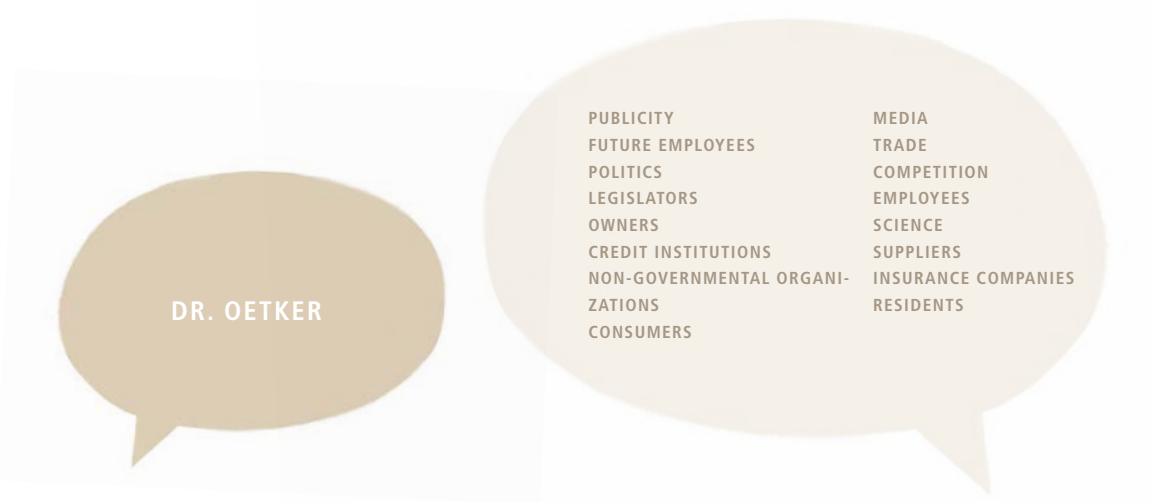 DR. OETKER
PUBLICITY
FUTURE EMPLOYEES
POLITICS
LEGISLATORS
OWNERS
CREDIT INSTITUTIONS
NON-GOVERNMENTAL ORGANI-
ZATIONS
CONSUMERS
MEDIA
TRADE
COMPETITION
EMPLOYEES
SCIENCE
SUPPLIERS
INSURANCE COMPANIES
RESIDENTS